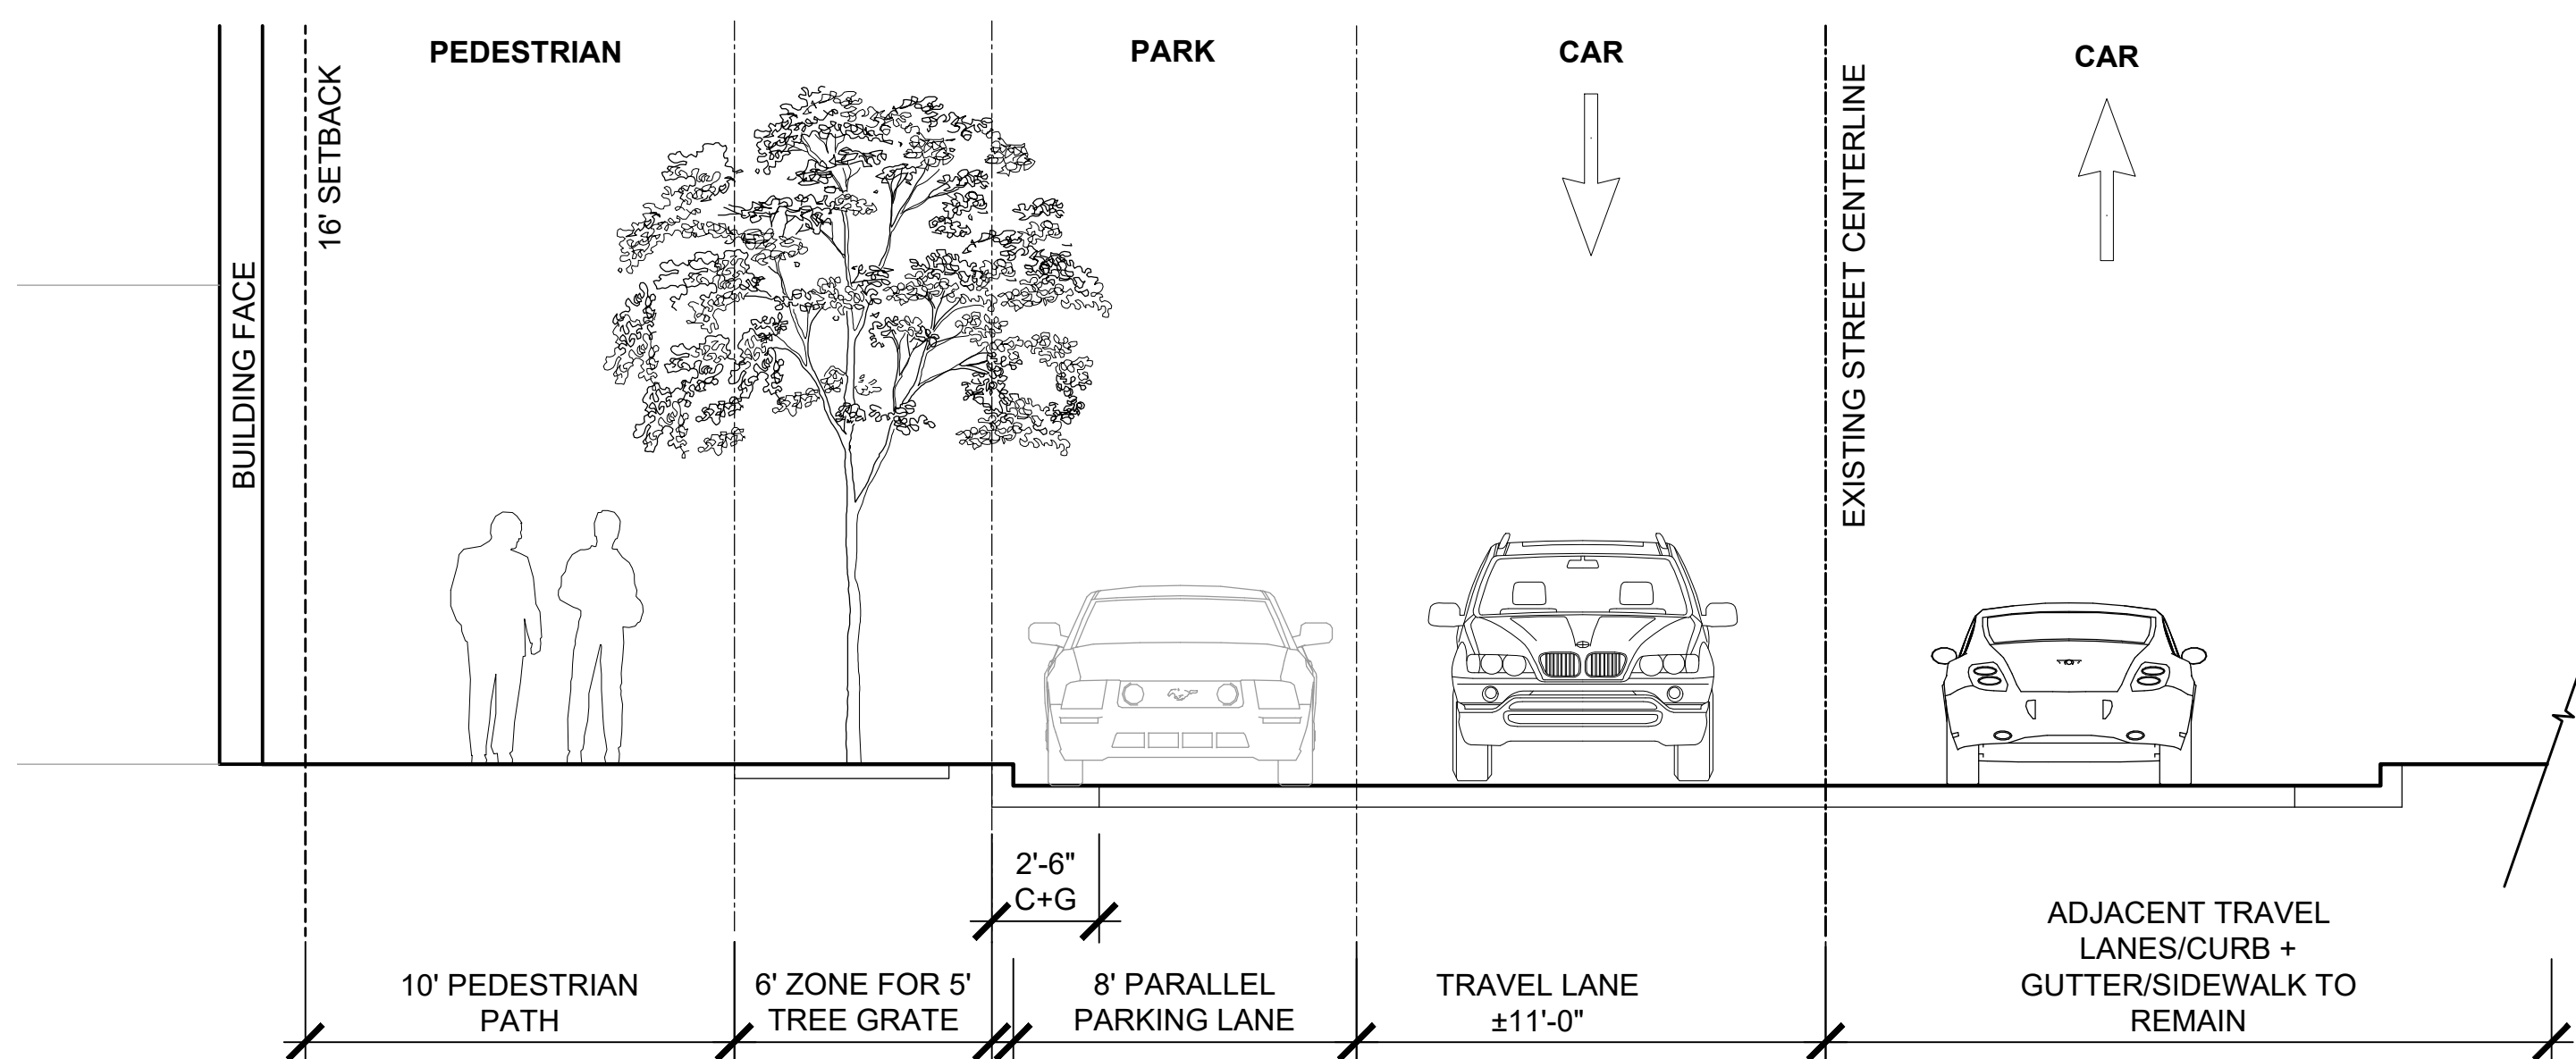 PEDESTRIAN
PARK
CAR
CAR
16' SETBACK
BUILDING FACE
EXISTING STREET CENTERLINE
2'-6"
C+G
10' PEDESTRIAN
PATH
6' ZONE FOR 5'
TREE GRATE
8' PARALLEL
PARKING LANE
TRAVEL LANE
±11'-0"
ADJACENT TRAVEL
LANES/CURB +
GUTTER/SIDEWALK TO
REMAIN